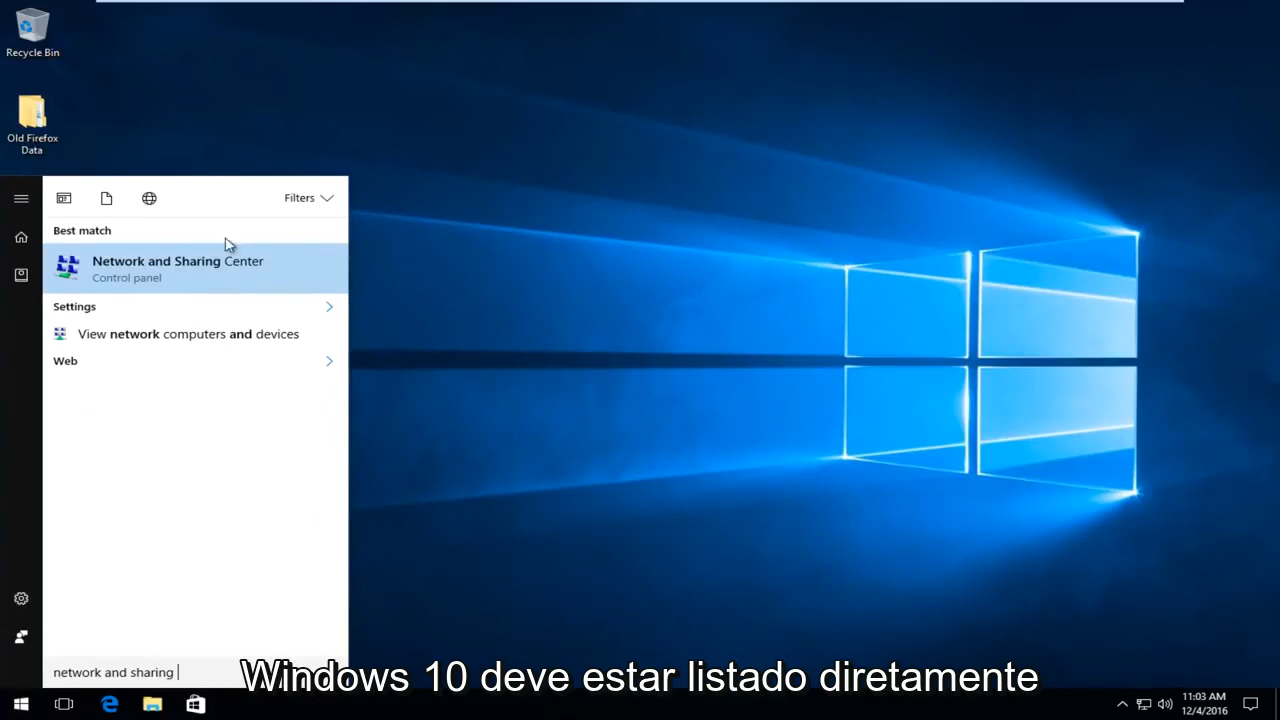 Recycle Bin
Old Firefox
Data
Filters
Best match
Network and Sharing Center
Control panel
Settings
View network computers and devices
Web
network and sharing
Windows 10 deve estar listado diretamente
11:03 AM
12/4/2016